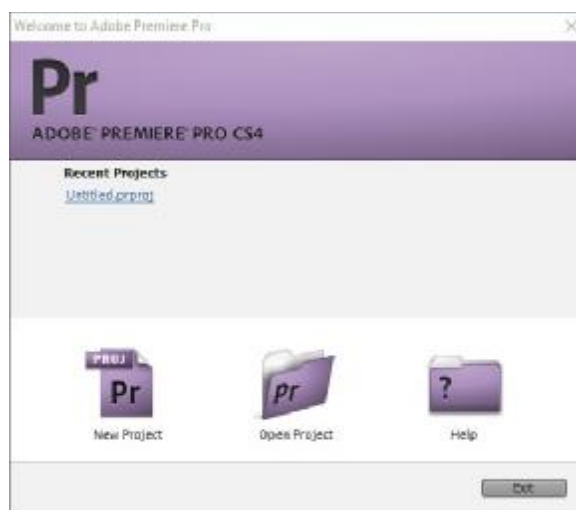 Welcome to Adobe Premiere Pro
Pr
ADOBE® PREMIERE® PRO CS4
Recent Projects
Untitled.prproj
PROJ
Pr
Pr
?
New Project
Open Project
Help
Exit